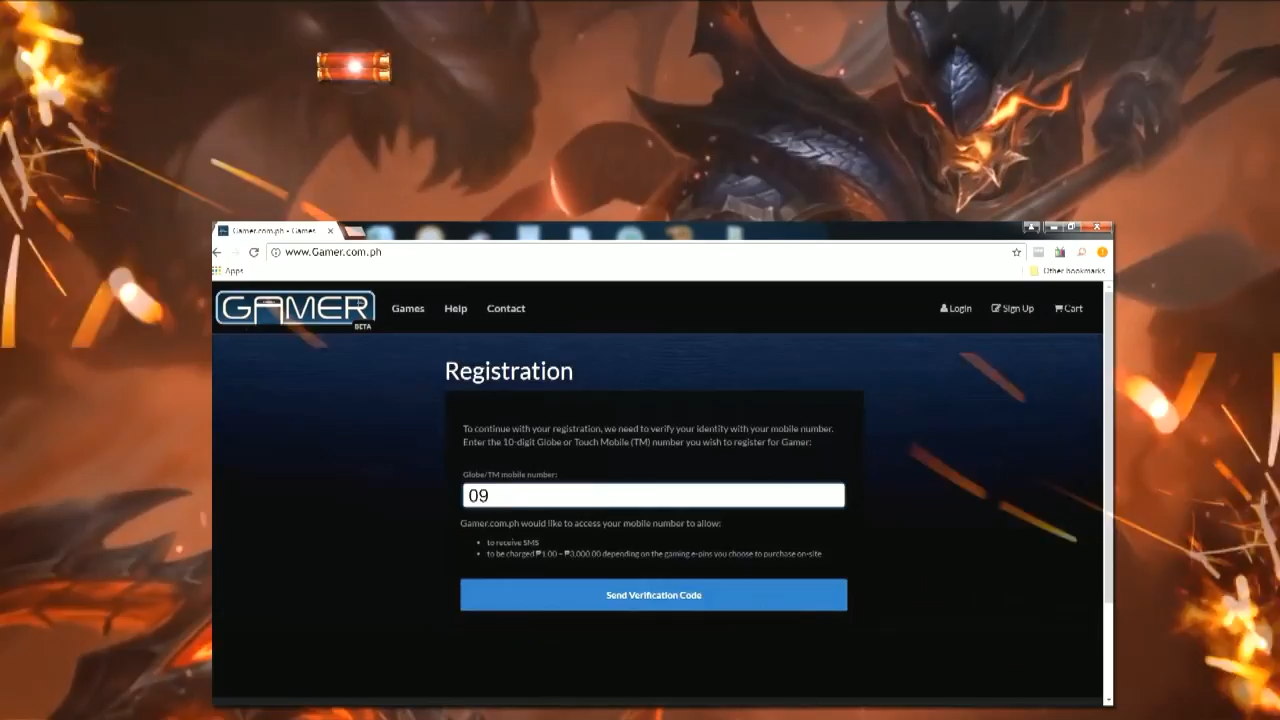 Gamer.com.ph - Games
www.Gamer.com.ph
Apps
Other bookmarks
GAMER
BETA
Games
Help
Contact
Login
Sign Up
Cart
Registration
To continue with your registration, we need to verify your identity with your mobile number.
Enter the 10-digit Globe or Touch Mobile (TM) number you wish to register for Gamer:
Globe/TM mobile number:
09
Gamer.com.ph would like to access your mobile number to allow:
to receive SMS
to be charged ₱1.00 – ₱3,000.00 depending on the gaming e-pins you choose to purchase on-site
Send Verification Code